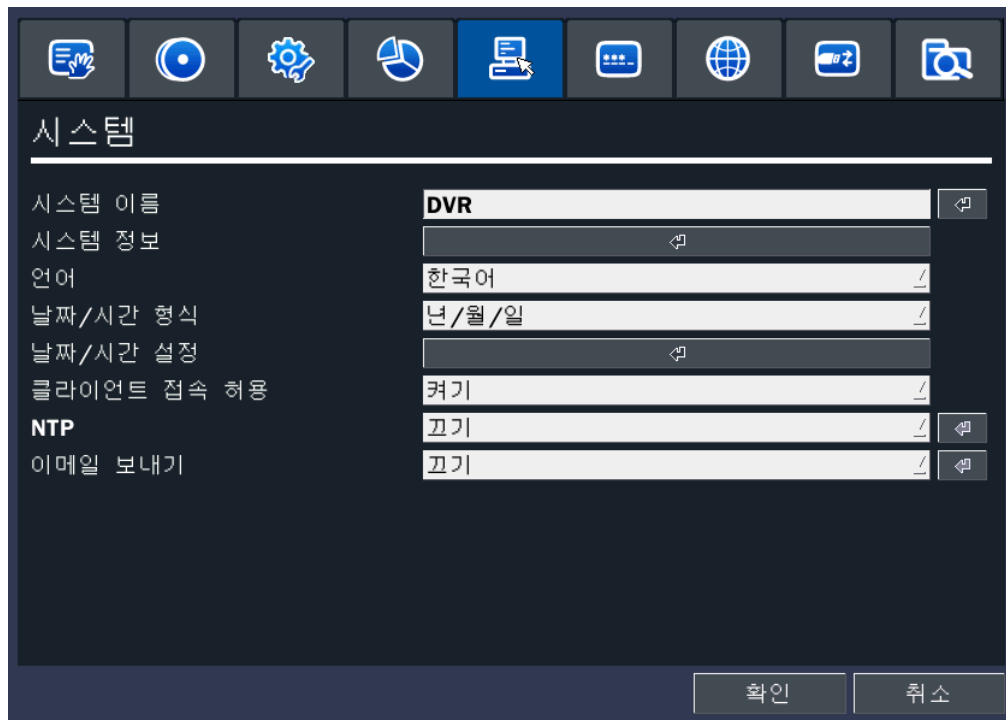 시스템
시스템 이름 DVR
시스템 정보
언어 한국어
날짜/시간 형식 년/월/일
날짜/시간 설정
클라이언트 접속 허용 켜기
NTP 끄기
이메일 보내기 끄기
확인 취소